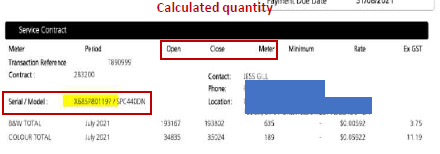 Calculated quantity
Payment Due Date 31/08/2021
Service Contract
Meter Period Open Close Meter Minimum Rate Ex GST
Transaction Reference 1890999
Contract : 283200 Contact: JESS GILL
Phone:
Serial / Model : X685P801197 / SPC440DN Location:
B&W TOTAL July 2021 193167 193802 635 - $0.00592 3.75
COLOUR TOTAL July 2021 34835 35024 189 - $0.05922 11.19